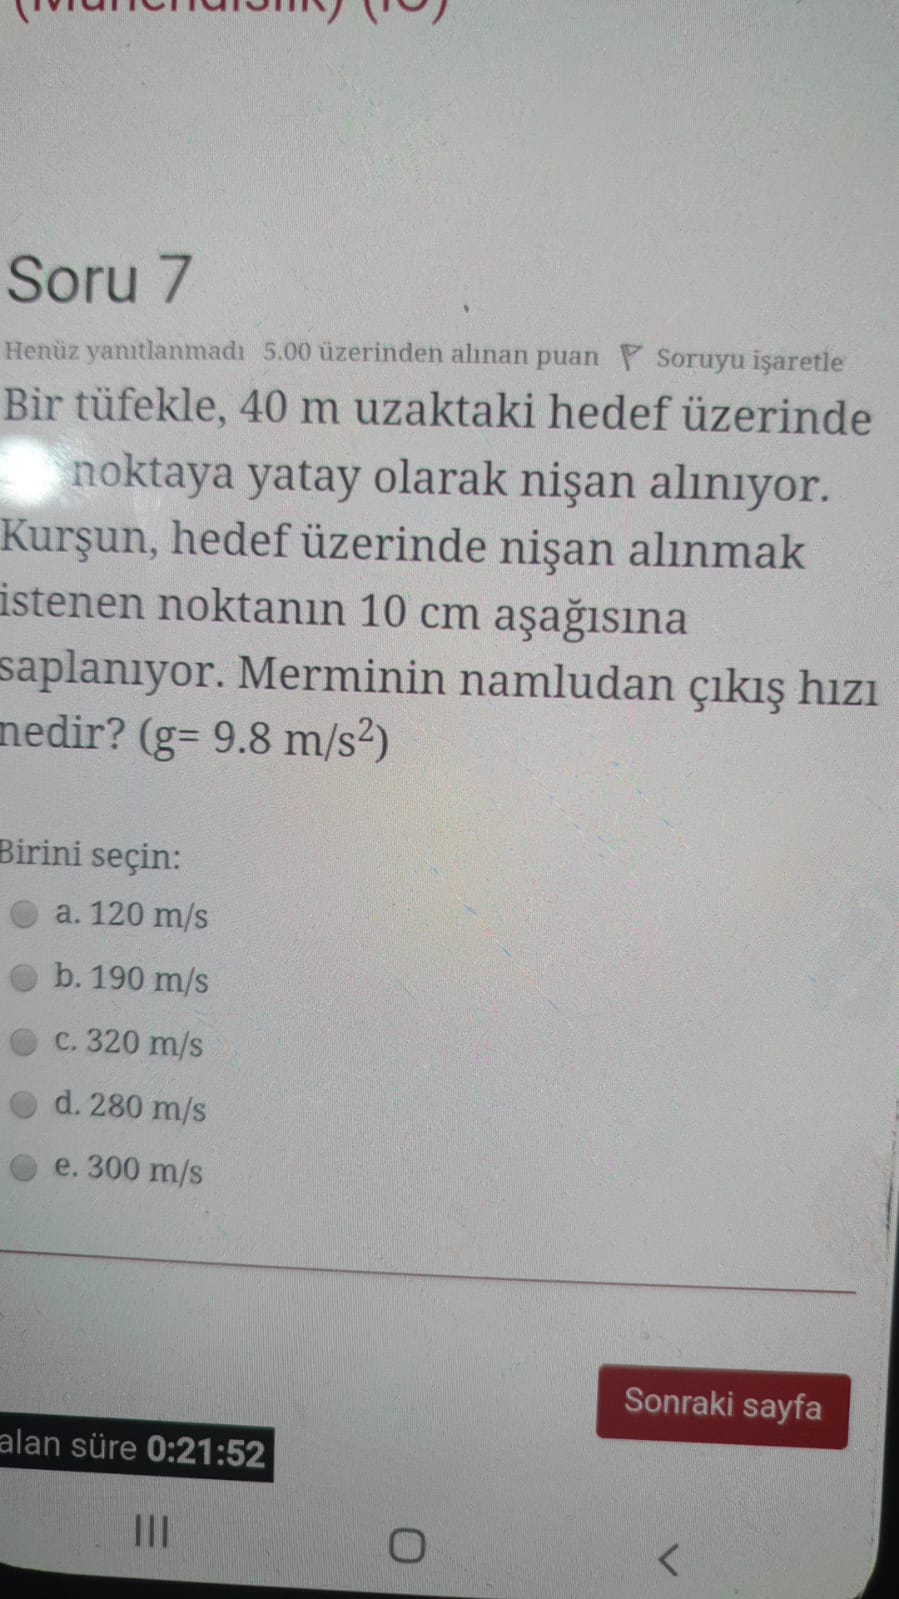 Soru 7
Henüz yanıtlanmadı 5.00 üzerinden alınan puan Soruyu işaretle
Bir tüfekle, 40 m uzaktaki hedef üzerinde
noktaya yatay olarak nişan alınıyor.
Kurşun, hedef üzerinde nişan alınmak
istenen noktanın 10 cm aşağısına
saplanıyor. Merminin namludan çıkış hızı
nedir? (g= 9.8 m/s²)
Birini seçin:
a. 120 m/s
b. 190 m/s
c. 320 m/s
d. 280 m/s
e. 300 m/s
Sonraki sayfa
alan süre 0:21:52